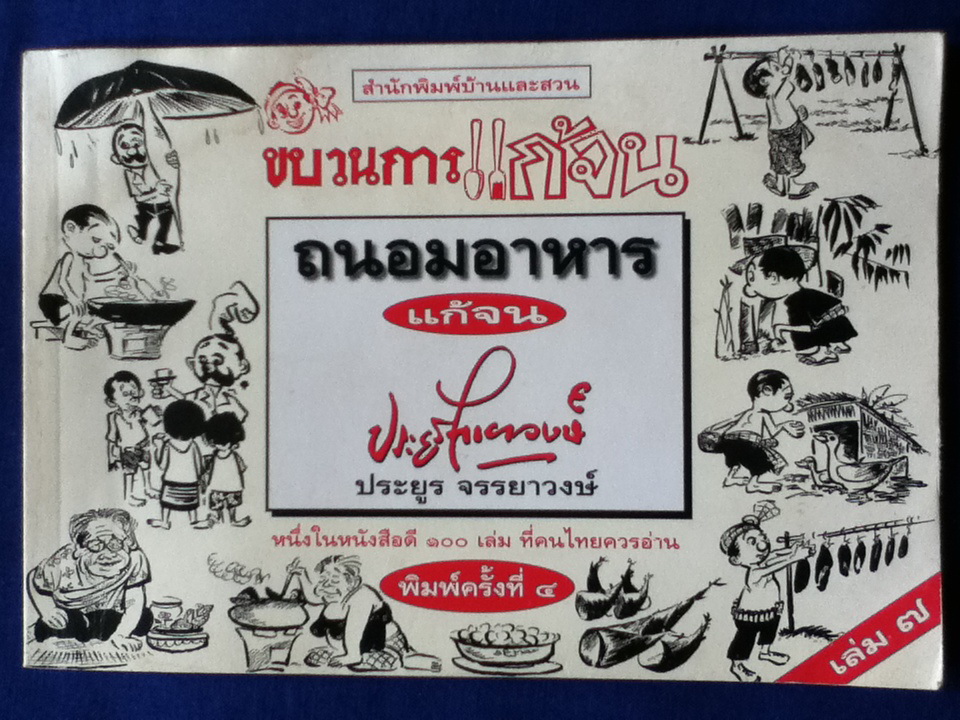 สำนักพิมพ์บ้านและสวน
ขบวนการแก้จน
ถนอมอาหาร
แก้จน
ประยูร จรรยาวงษ์
ประยูร จรรยาวงษ์
หนึ่งในหนังสือดี ๑๐๐ เล่ม ที่คนไทยควรอ่าน
พิมพ์ครั้งที่ ๔
เล่ม ๗